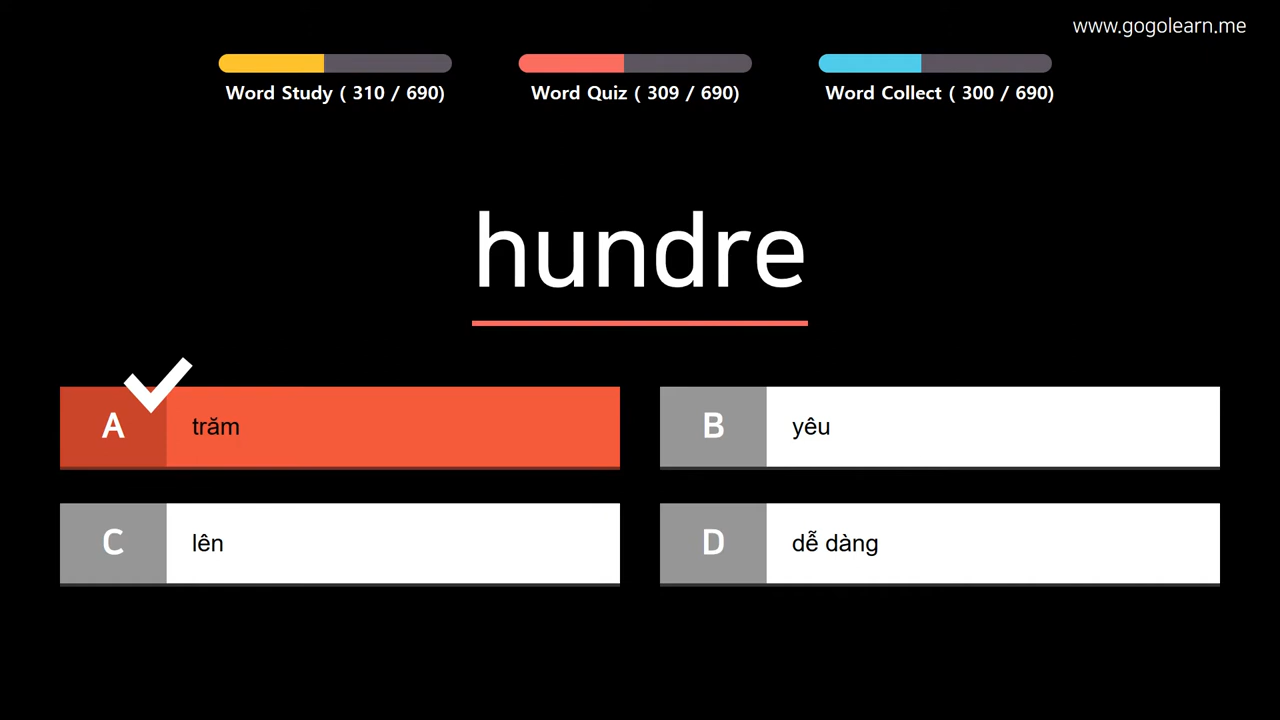 www.gogolearn.me
Word Study ( 310 / 690)
Word Quiz ( 309 / 690)
Word Collect ( 300 / 690)
hundre
A trăm
B yêu
C lên
D dễ dàng